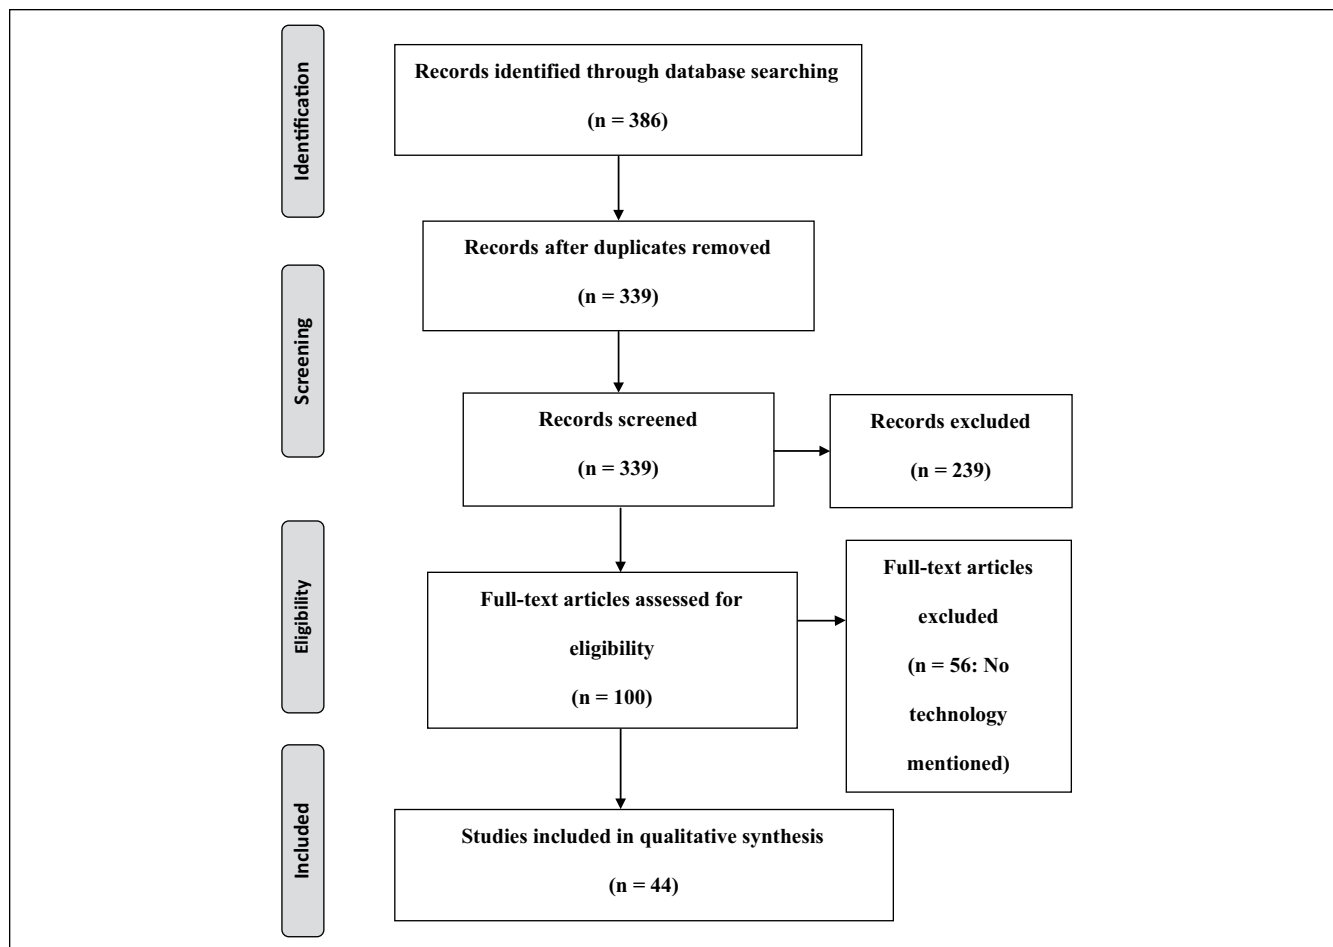 Identification
Records identified through database searching
(n = 386)
Records after duplicates removed
(n = 339)
Screening
Records screened
(n = 339)
Records excluded
(n = 239)
Eligibility
Full-text articles assessed for
eligibility
(n = 100)
Full-text articles
excluded
(n = 56: No
technology
mentioned)
Included
Studies included in qualitative synthesis
(n = 44)